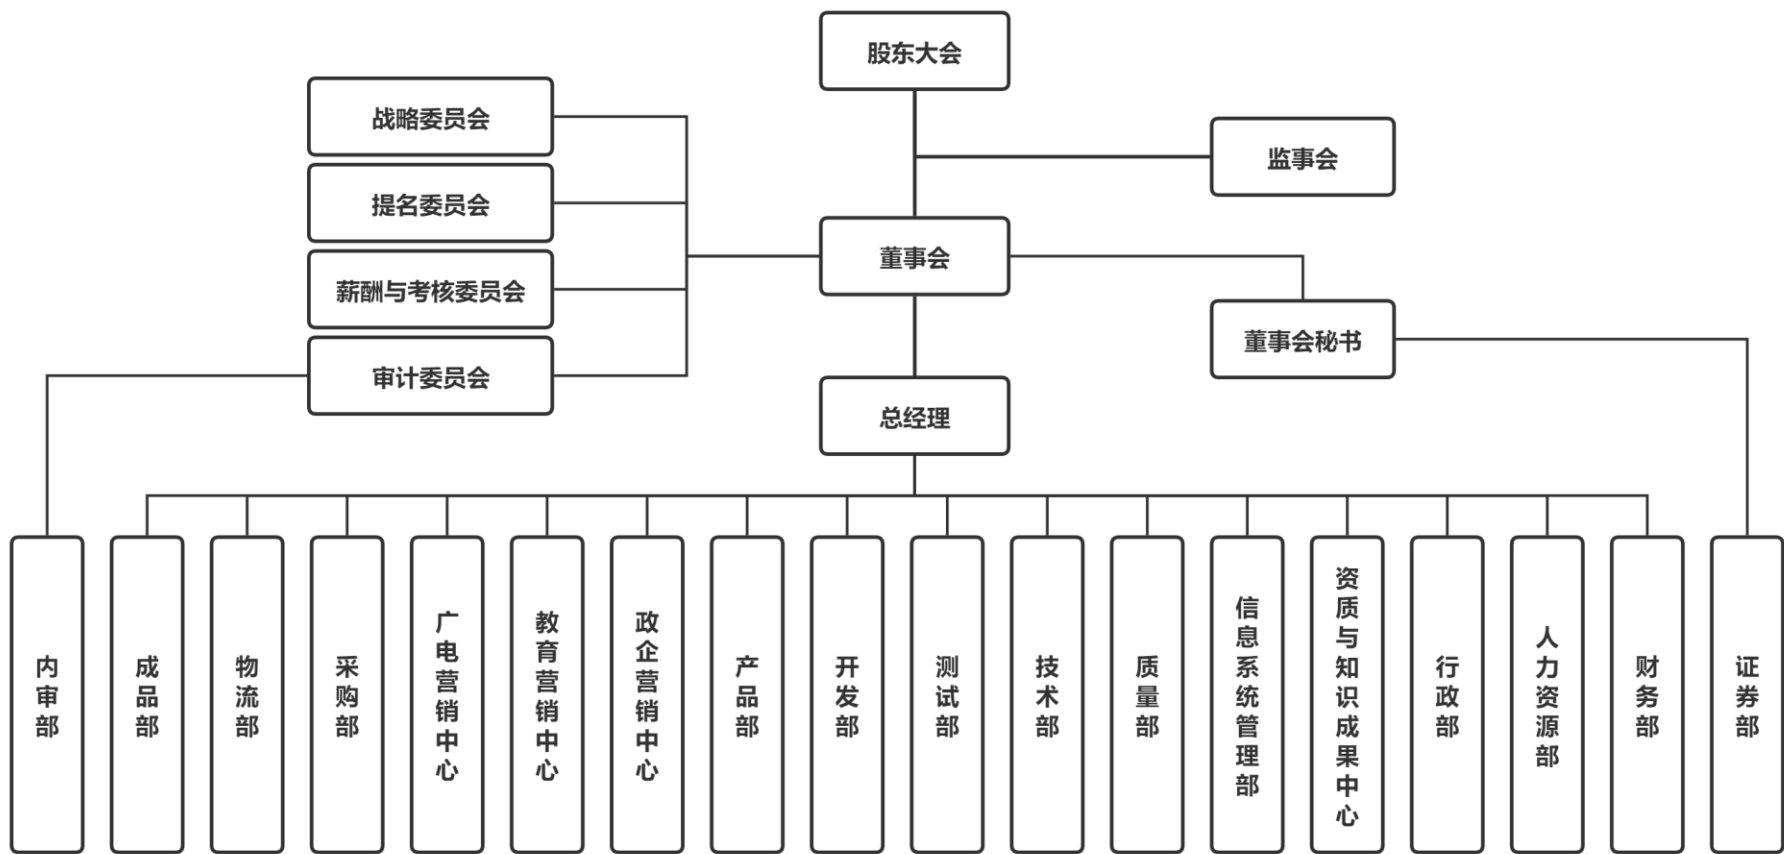 股东大会
战略委员会
监事会
提名委员会
董事会
薪酬与考核委员会
董事会秘书
审计委员会
总经理
内审部
成品部
物流部
采购部
广电营销中心
教育营销中心
政企营销中心
产品部
开发部
测试部
技术部
质量部
信息系统管理部
资质与知识成果中心
行政部
人力资源部
财务部
证券部